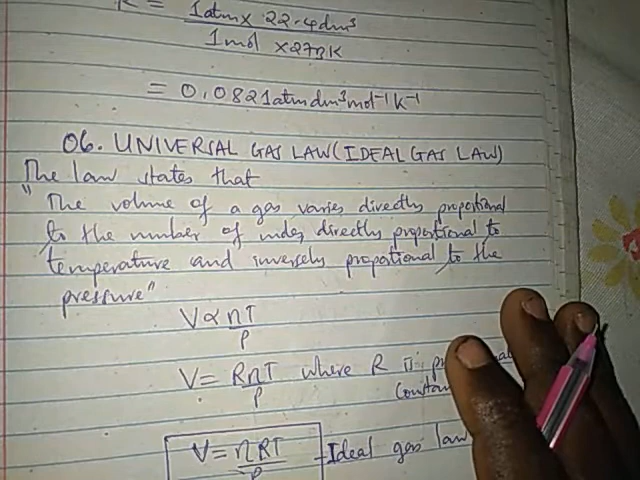 K = 1atm x 22.4dm³
1mol x 273K
= 0.0821atmdm³mol⁻¹K⁻¹
06. UNIVERSAL GAS LAW (IDEAL GAS LAW)
The law states that
"The volume of a gas varies directly proportional
to the number of moles, directly proportional to
temperature and inversely proportional to the
pressure"
V ∝ nT
P
V = RnT where R is
P
V = nRT Ideal gas law
P